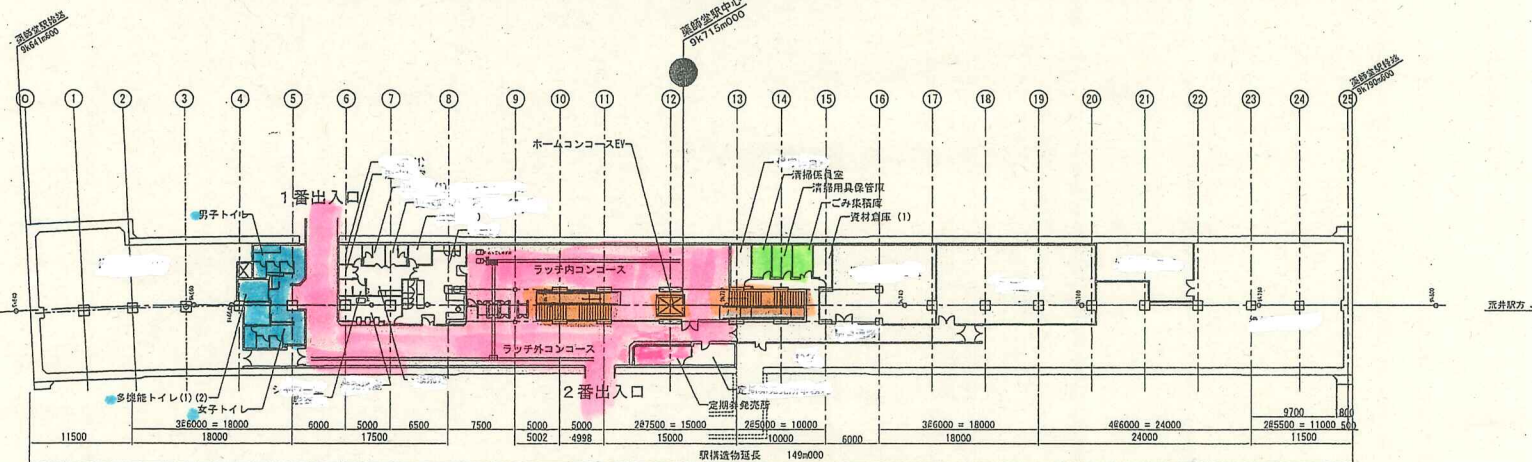 薬師堂駅始端
9k641m600
薬師堂駅中心
9k715m000
薬師堂駅終端
9k790m600
0 1 2 3 4 5 6 7 8 9 10 11 12 13 14 15 16 17 18 19 20 21 22 23 24 25
ホームコンコースEV
清掃係員室
清掃用具保管庫
ごみ集積庫
資材倉庫 (1)
1番出入口
男子トイレ
ラッチ内コンコース
荒井駅方
ラッチ外コンコース
2番出入口
多機能トイレ(1)(2)
女子トイレ
定期券発売所
9700 800
3@6000 = 18000 6000 5000 6500 7500 5000 5000 2@7500 = 15000 2@5000 = 10000 3@6000 = 18000 4@6000 = 24000 2@5500 = 11000 500
11500 18000 17500 5002 4998 15000 10000 6000 18000 24000 11500
駅構造物延長 149m000